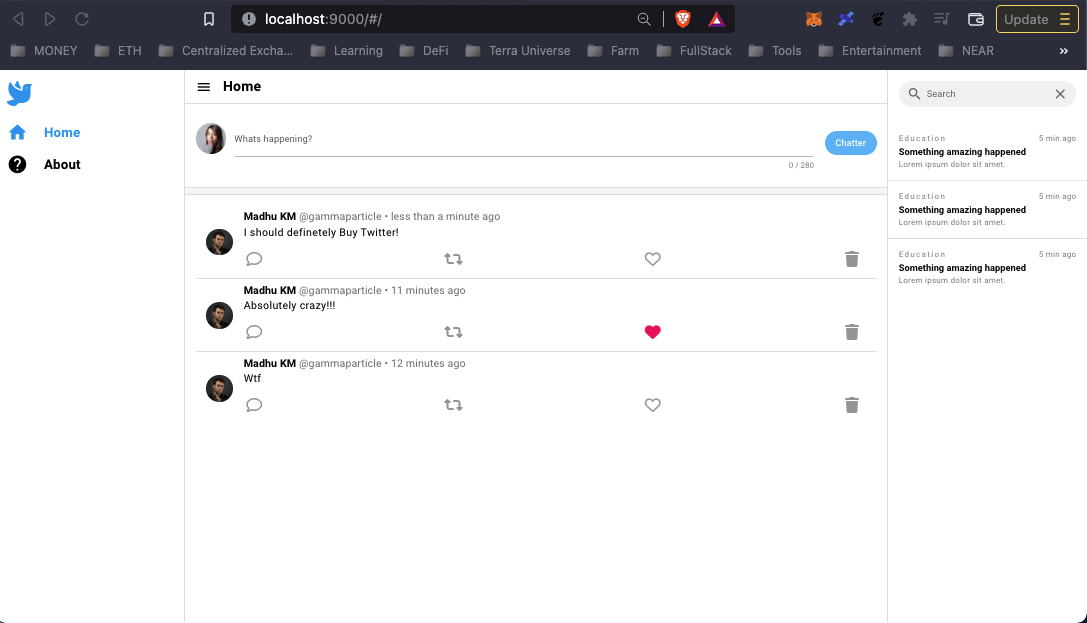 localhost:9000/#/
Update
MONEY ETH Centralized Excha... Learning DeFi Terra Universe Farm FullStack Tools Entertainment NEAR »
Home
Search
Home
About
Whats happening?
Chatter
0 / 280
Madhu KM @gammaparticle • less than a minute ago
I should definetely Buy Twitter!
Madhu KM @gammaparticle • 11 minutes ago
Absolutely crazy!!!
Madhu KM @gammaparticle • 12 minutes ago
Wtf
Education 5 min ago
Something amazing happened
Lorem ipsum dolor sit amet.
Education 5 min ago
Something amazing happened
Lorem ipsum dolor sit amet.
Education 5 min ago
Something amazing happened
Lorem ipsum dolor sit amet.